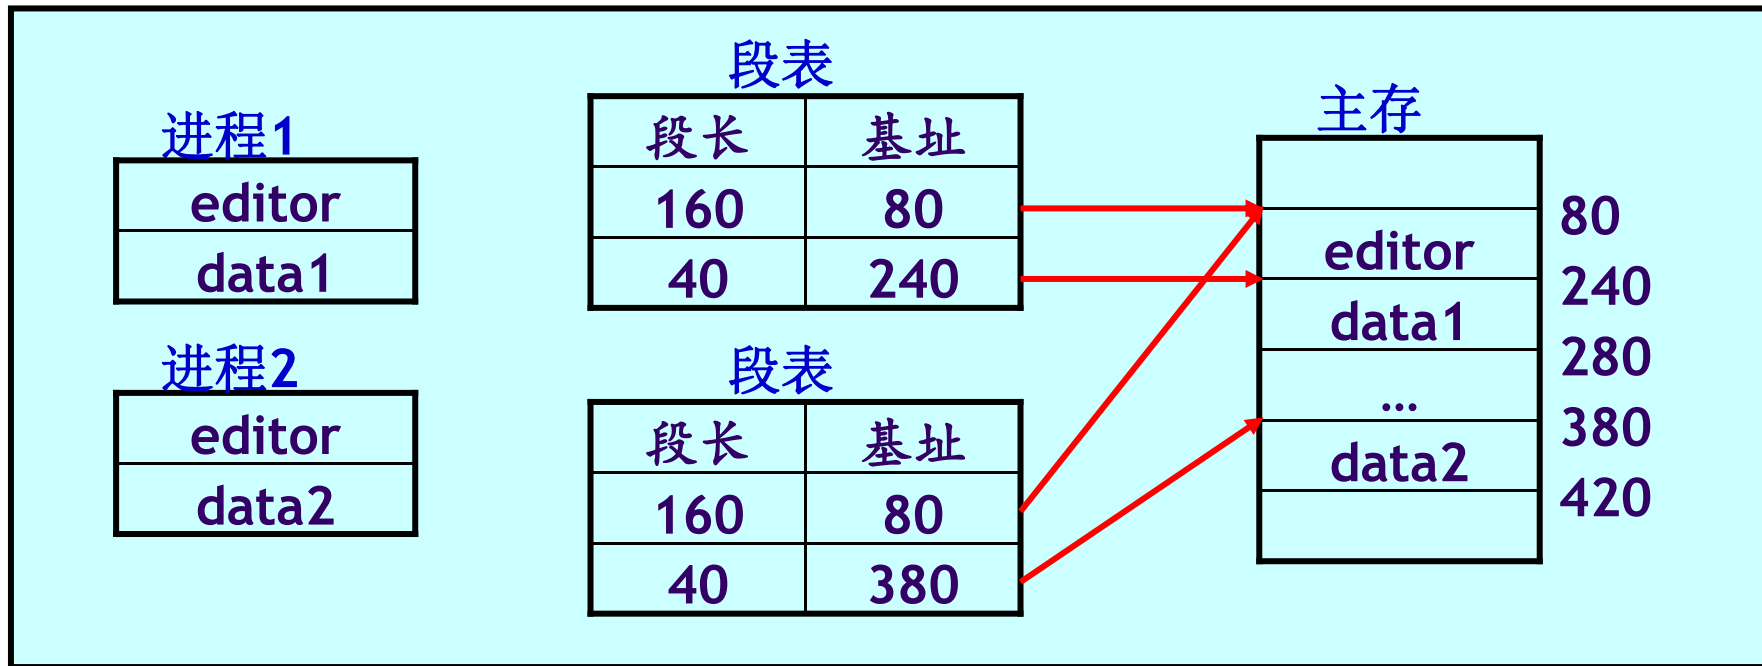 进程1
editor
data1
进程2
editor
data2
段表
段长 基址
160 80
40 240
段表
段长 基址
160 80
40 380
主存
80
editor
240
data1
280
...
380
data2
420